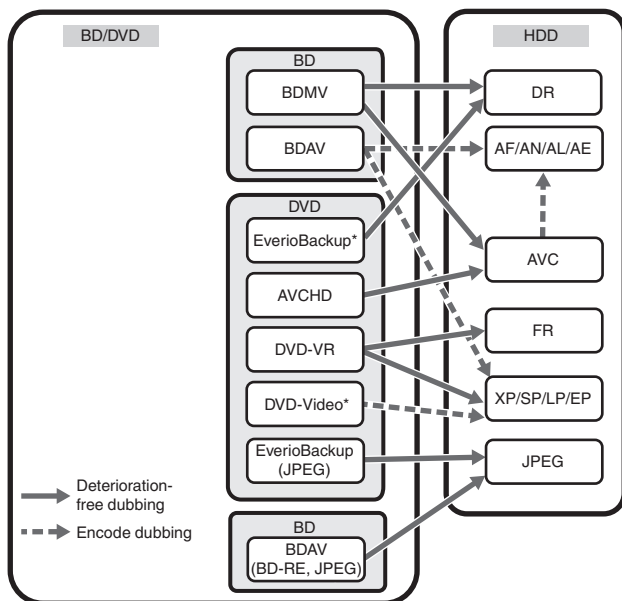 BD/DVD
HDD
BD
BDMV
BDAV
DVD
EverioBackup*
AVCHD
DVD-VR
DVD-Video*
EverioBackup
(JPEG)
BD
BDAV
(BD-RE, JPEG)
DR
AF/AN/AL/AE
AVC
FR
XP/SP/LP/EP
JPEG
Deterioration-
free dubbing
Encode dubbing